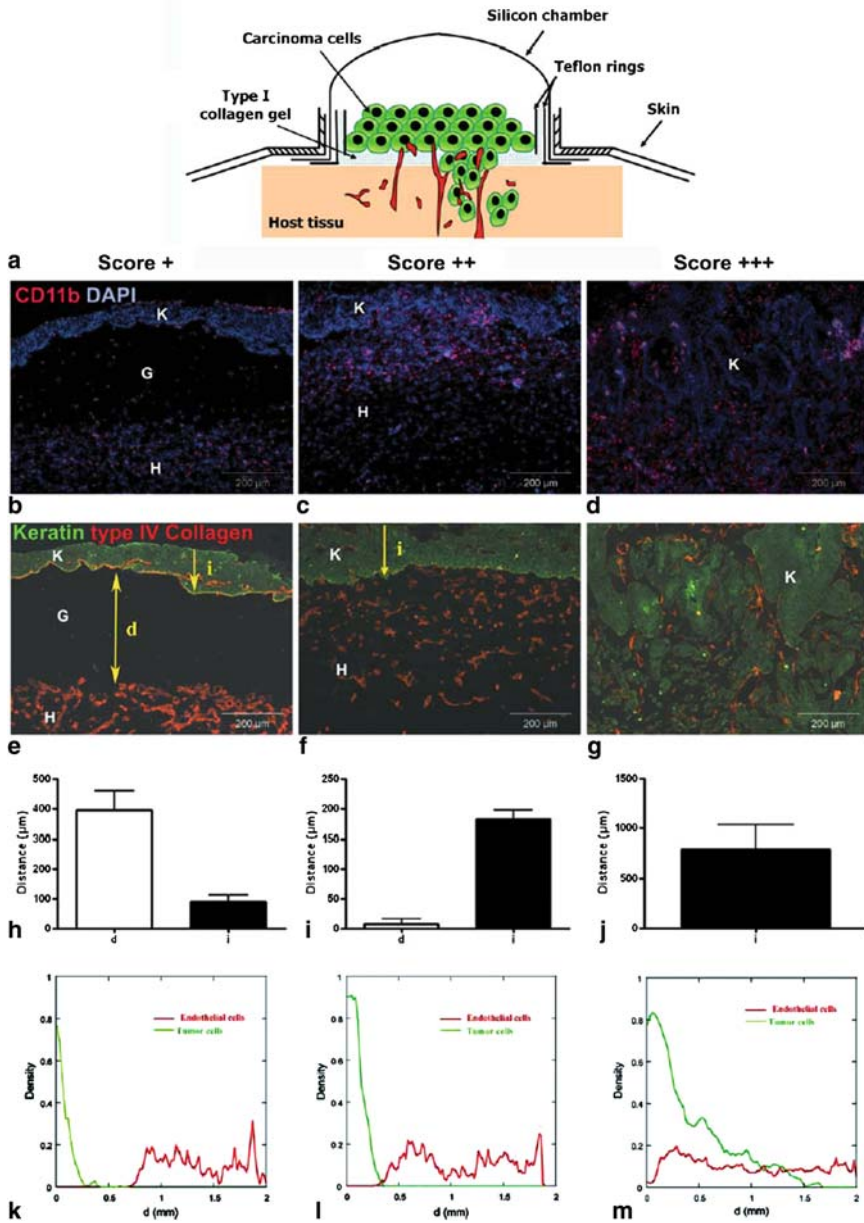 Silicon chamber
Carcinoma cells
Teflon rings
Type I
collagen gel
Skin
Host tissu
a
Score +
Score ++
Score +++
CD11b DAPI
K
G
H
200 µm
b
K
H
200 µm
c
K
200 µm
d
Keratin type IV Collagen
K
i
G
d
H
200 µm
e
K
i
H
200 µm
f
K
200 µm
g
500
400
300
200
100
0
Distance (µm)
d
i
h
250
200
150
100
50
0
Distance (µm)
d
i
i
1500
1000
500
0
Distance (µm)
i
j
1
0.8
0.6
0.4
0.2
0
Density
Endothelial cells
Tumor cells
0
0.5
1
1.5
2
d (mm)
k
1
0.8
0.6
0.4
0.2
0
Density
Endothelial cells
Tumor cells
0
0.5
1
1.5
2
d (mm)
l
1
0.8
0.6
0.4
0.2
0
Density
Endothelial cells
Tumor cells
0
0.5
1
1.5
2
d (mm)
m